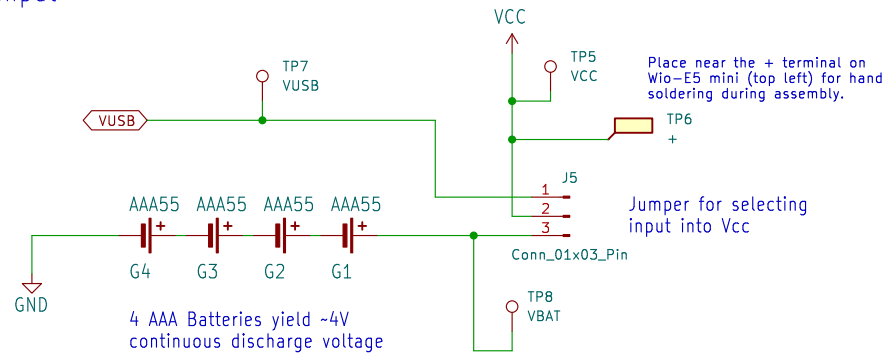 VCC
TP5
VCC
Place near the + terminal on
Wio-E5 mini (top left) for hand
soldering during assembly.
TP7
VUSB
VUSB
TP6
+
J5
1
2
3
Conn_01x03_Pin
Jumper for selecting
input into Vcc
AAA55 AAA55 AAA55 AAA55
+ + + +
G4 G3 G2 G1
GND
TP8
VBAT
4 AAA Batteries yield ~4V
continuous discharge voltage